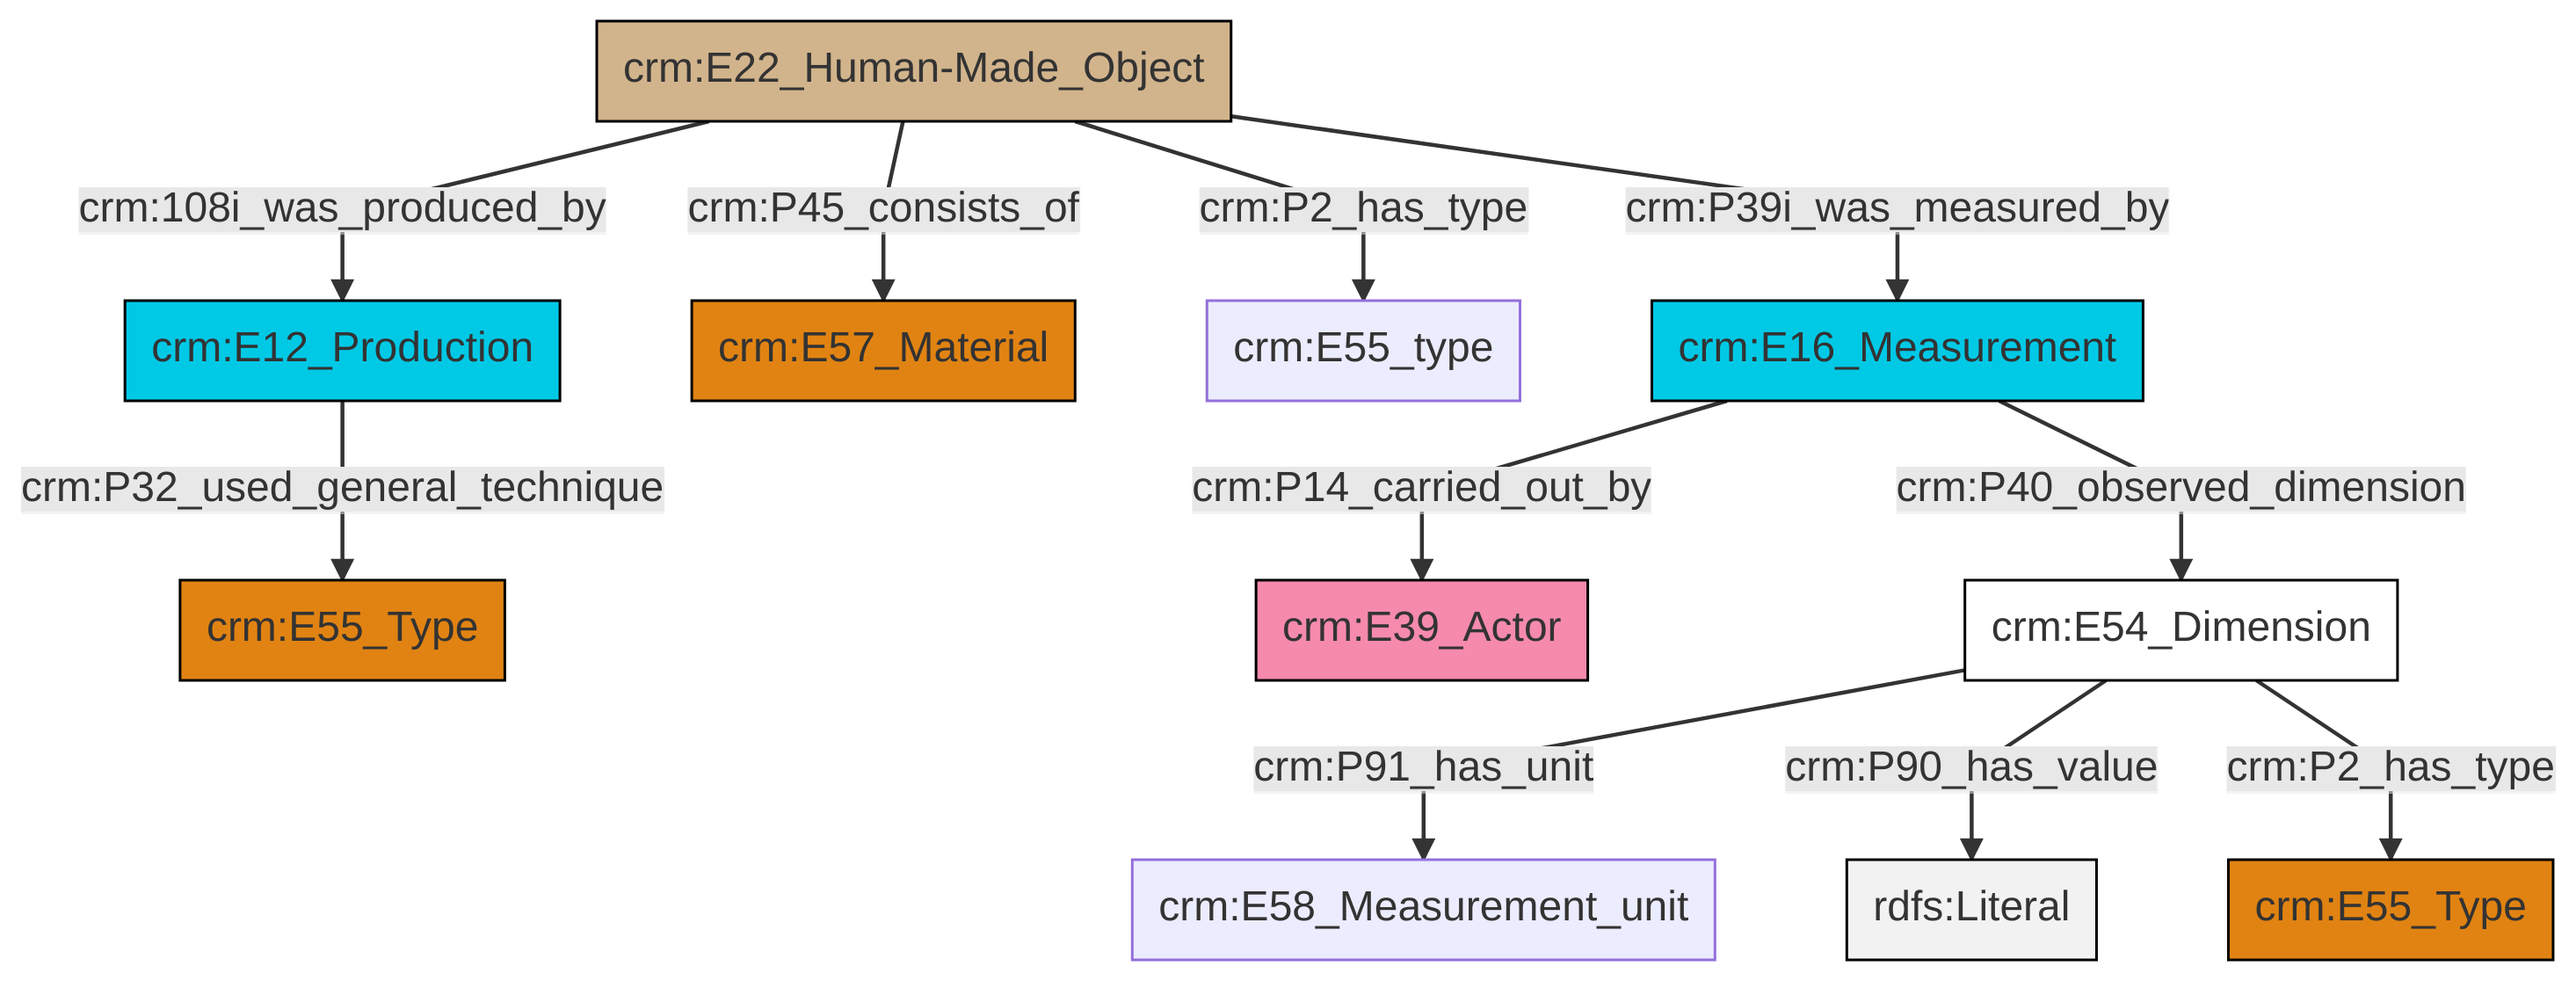 crm:E22_Human-Made_Object
crm:108i_was_produced_by
crm:P45_consists_of
crm:P2_has_type
crm:P39i_was_measured_by
crm:E12_Production
crm:E57_Material
crm:E55_type
crm:E16_Measurement
crm:P32_used_general_technique
crm:P14_carried_out_by
crm:P40_observed_dimension
crm:E55_Type
crm:E39_Actor
crm:E54_Dimension
crm:P91_has_unit
crm:P90_has_value
crm:P2_has_type
crm:E58_Measurement_unit
rdfs:Literal
crm:E55_Type